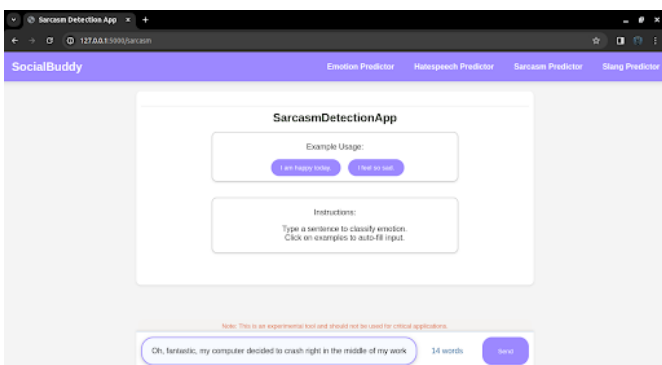 Sarcasm Detection App
127.0.0.1:5000/sarcasm
SocialBuddy
Emotion Predictor
Hatespeech Predictor
Sarcasm Predictor
Slang Predictor
SarcasmDetectionApp
Example Usage:
I am happy today.
I feel so sad.
Instructions:
Type a sentence to classify emotion.
Click on examples to auto-fill input.
Note: This is an experimental tool and should not be used for critical applications.
Oh, fantastic, my computer decided to crash right in the middle of my work
14 words
Send